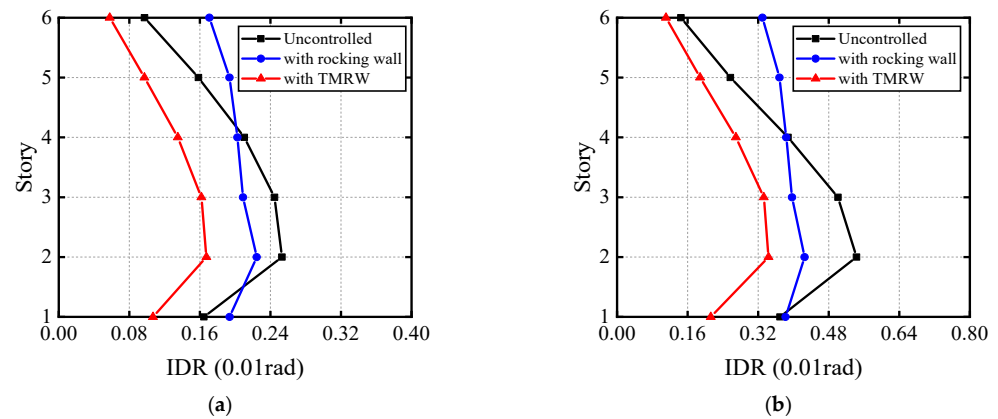 6
5
4
3
2
1
Story
0.00 0.08 0.16 0.24 0.32 0.40
IDR (0.01rad)
Uncontrolled
with rocking wall
with TMRW
(a)
6
5
4
3
2
1
Story
0.00 0.16 0.32 0.48 0.64 0.80
IDR (0.01rad)
Uncontrolled
with rocking wall
with TMRW
(b)